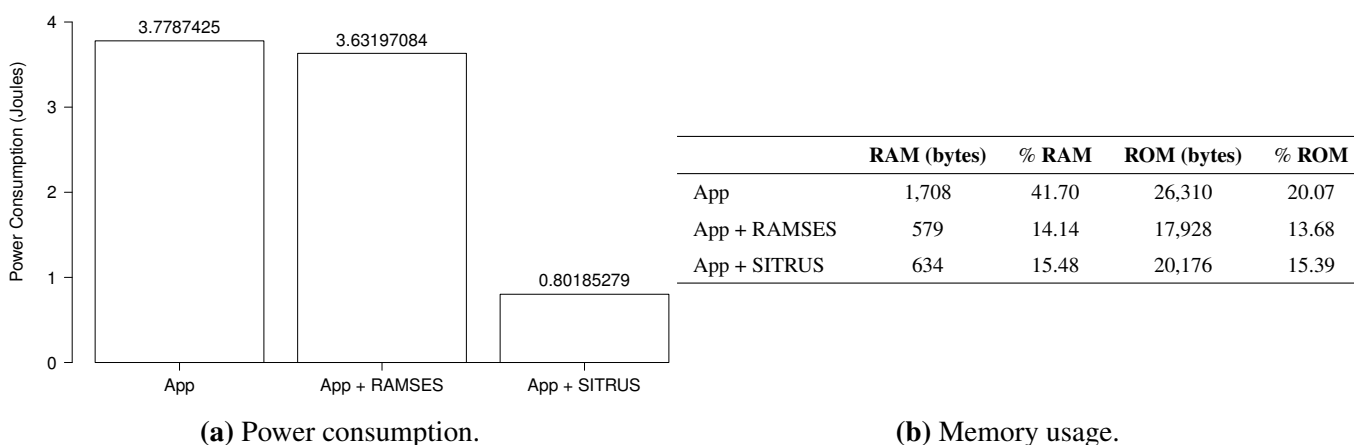 Power Consumption (Joules)
4
3
2
1
0
3.7787425
3.63197084
0.80185279
App
App + RAMSES
App + SITRUS
(a) Power consumption.
RAM (bytes) % RAM ROM (bytes) % ROM
App 1,708 41.70 26,310 20.07
App + RAMSES 579 14.14 17,928 13.68
App + SITRUS 634 15.48 20,176 15.39
(b) Memory usage.